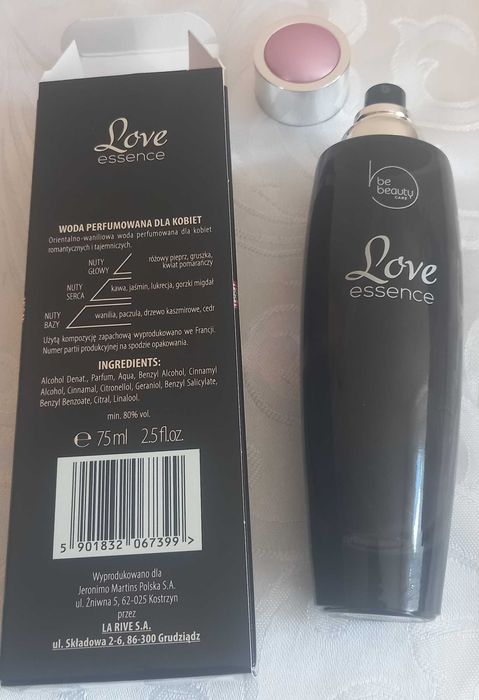 Love
essence
WODA PERFUMOWANA DLA KOBIET
Orientalno-waniliowa woda perfumowana dla kobiet
romantycznych i tajemniczych.
NUTY GŁOWY
różowy pieprz, gruszka,
kwiat pomarańczy
NUTY SERCA
kawa, jaśmin, lukrecja, gorzki migdał
NUTY BAZY
wanilia, paczula, drzewo kaszmirowe, cedr
Użytą kompozycję zapachową wyprodukowano we Francji.
Numer partii produkcyjnej na spodzie opakowania.
INGREDIENTS:
Alcohol Denat., Parfum, Aqua, Benzyl Alcohol, Cinnamyl
Alcohol, Cinnamal, Citronellol, Geraniol, Benzyl Salicylate,
Benzyl Benzoate, Citral, Linalool.
min. 80% vol.
e 75ml 2.5fl.oz.
5 901832 067399 >
Wyprodukowano dla
Jeronimo Martins Polska S.A.
ul. Żniwna 5, 62-025 Kostrzyn
przez
LA RIVE S.A.
ul. Składowa 2-6, 86-300 Grudziądz
be
beauty
CARE
Love
essence